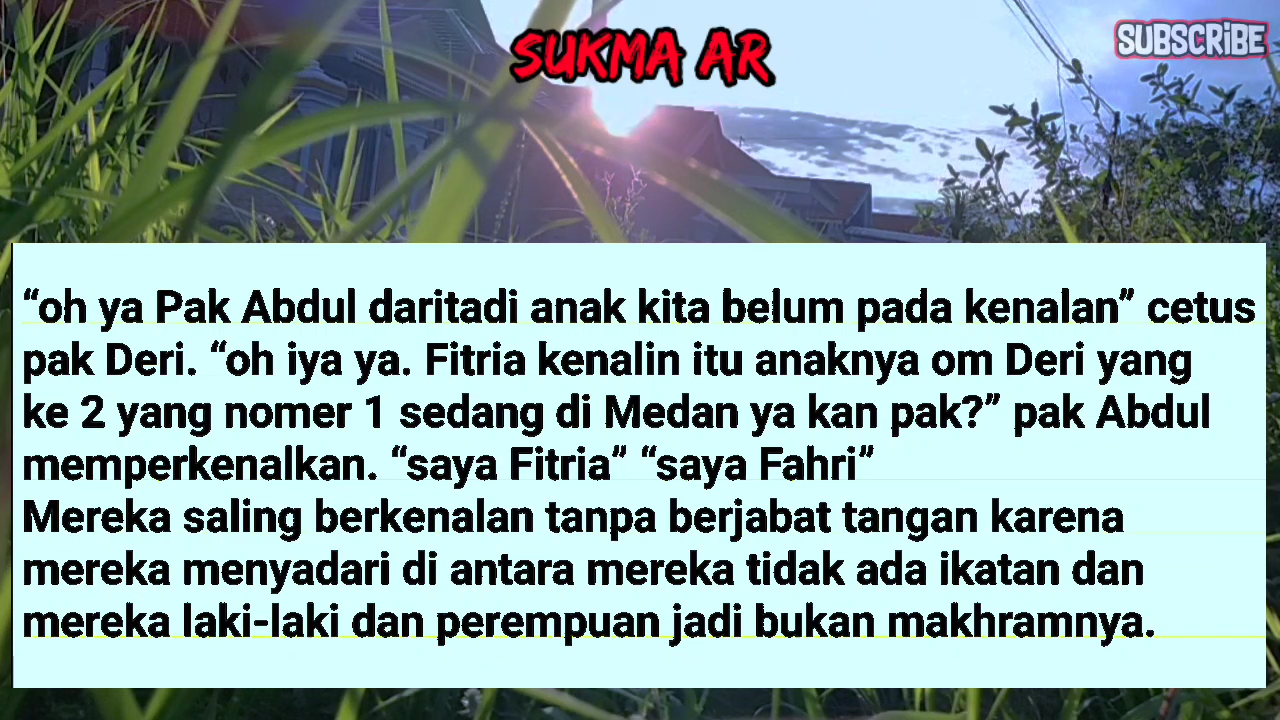 SUKMA AR
SUBSCRiBE
“oh ya Pak Abdul daritadi anak kita belum pada kenalan” cetus
pak Deri. “oh iya ya. Fitria kenalin itu anaknya om Deri yang
ke 2 yang nomer 1 sedang di Medan ya kan pak?” pak Abdul
memperkenalkan. “saya Fitria” “saya Fahri”
Mereka saling berkenalan tanpa berjabat tangan karena
mereka menyadari di antara mereka tidak ada ikatan dan
mereka laki-laki dan perempuan jadi bukan makhramnya.